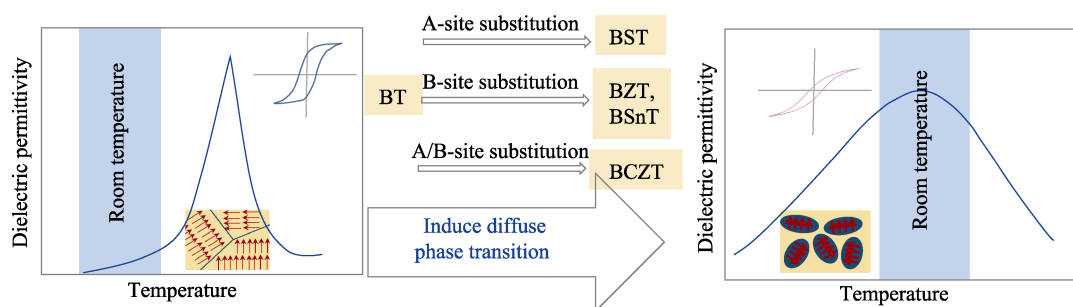 Dielectric permittivity
Room temperature
Temperature
BT
A-site substitution
BST
B-site substitution
BZT,
BSnT
A/B-site substitution
BCZT
Induce diffuse
phase transition
Dielectric permittivity
Room temperature
Temperature